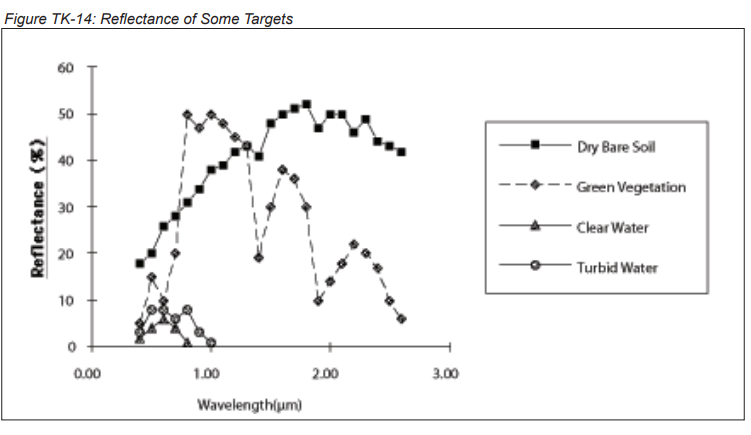 Figure TK-14: Reflectance of Some Targets
60
50
40
30
20
10
0
Reflectance (%)
0.00
1.00
2.00
3.00
Wavelength(µm)
Dry Bare Soil
Green Vegetation
Clear Water
Turbid Water